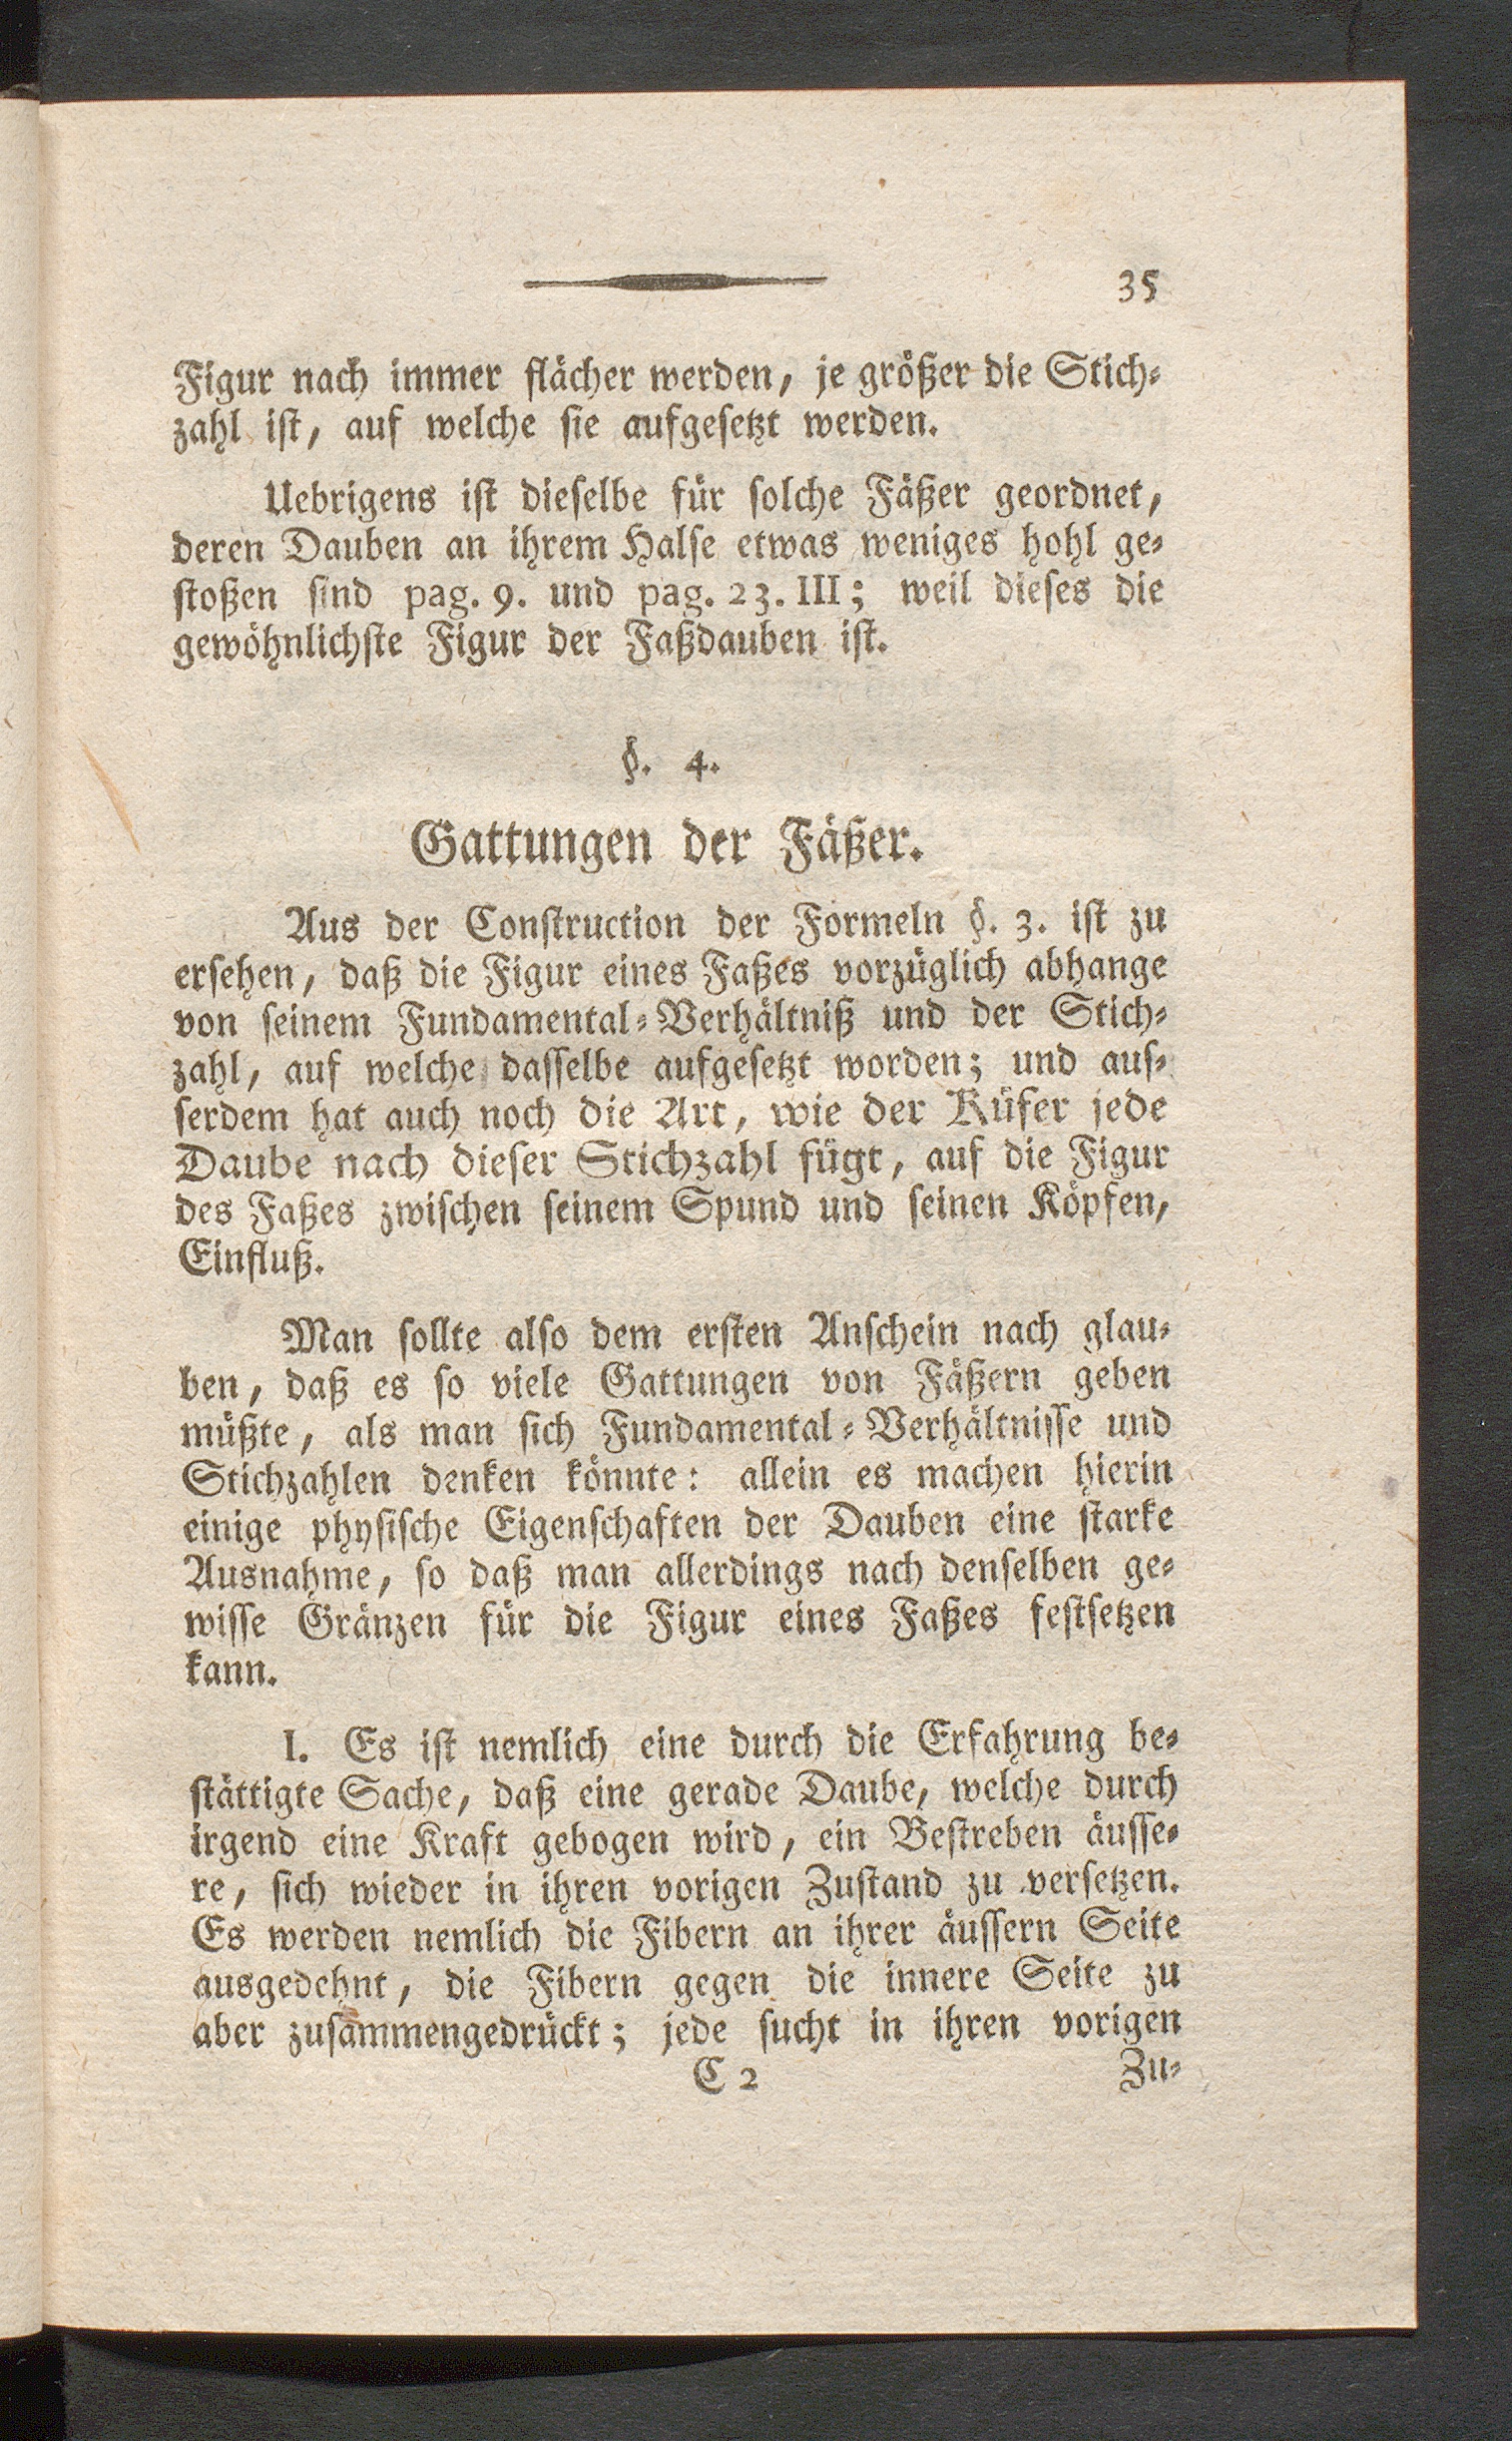 35
Figur nach immer flächer werden, je größer die Stich-
zahl ist, auf welche sie aufgesetzt werden.
Uebrigens ist dieselbe für solche Fäßer geordnet,
deren Dauben an ihrem Halse etwas weniges hohl ge-
stoßen sind pag. 9. und pag. 23. III; weil dieses die
gewöhnlichste Figur der Faßdauben ist.
§. 4.
Gattungen der Fäßer.
Aus der Construction der Formeln §. 3. ist zu
ersehen, daß die Figur eines Faßes vorzüglich abhange
von seinem Fundamental-Verhältniß und der Stich-
zahl, auf welche dasselbe aufgesetzt worden; und aus-
serdem hat auch noch die Art, wie der Küfer jede
Daube nach dieser Stichzahl fügt, auf die Figur
des Faßes zwischen seinem Spund und seinen Köpfen,
Einfluß.
Man sollte also dem ersten Anschein nach glau-
ben, daß es so viele Gattungen von Fäßern geben
müßte, als man sich Fundamental-Verhältnisse und
Stichzahlen denken könnte: allein es machen hierin
einige physische Eigenschaften der Dauben eine starke
Ausnahme, so daß man allerdings nach denselben ge-
wisse Gränzen für die Figur eines Faßes festsetzen
kann.
I. Es ist nemlich eine durch die Erfahrung be-
stättigte Sache, daß eine gerade Daube, welche durch
irgend eine Kraft gebogen wird, ein Bestreben äusse-
re, sich wieder in ihren vorigen Zustand zu versetzen.
Es werden nemlich die Fibern an ihrer äussern Seite
ausgedehnt, die Fibern gegen die innere Seite zu
aber zusammengedrückt; jede sucht in ihren vorigen
C 2 Zu-